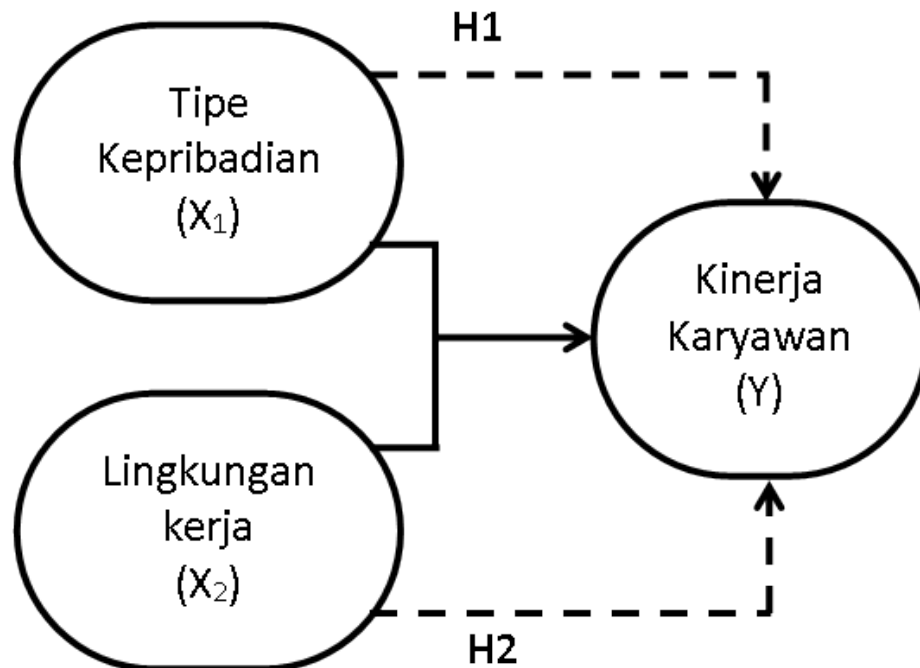 H1
Tipe
Kepribadian
(X₁)
Kinerja
Karyawan
(Y)
Lingkungan
kerja
(X₂)
H2